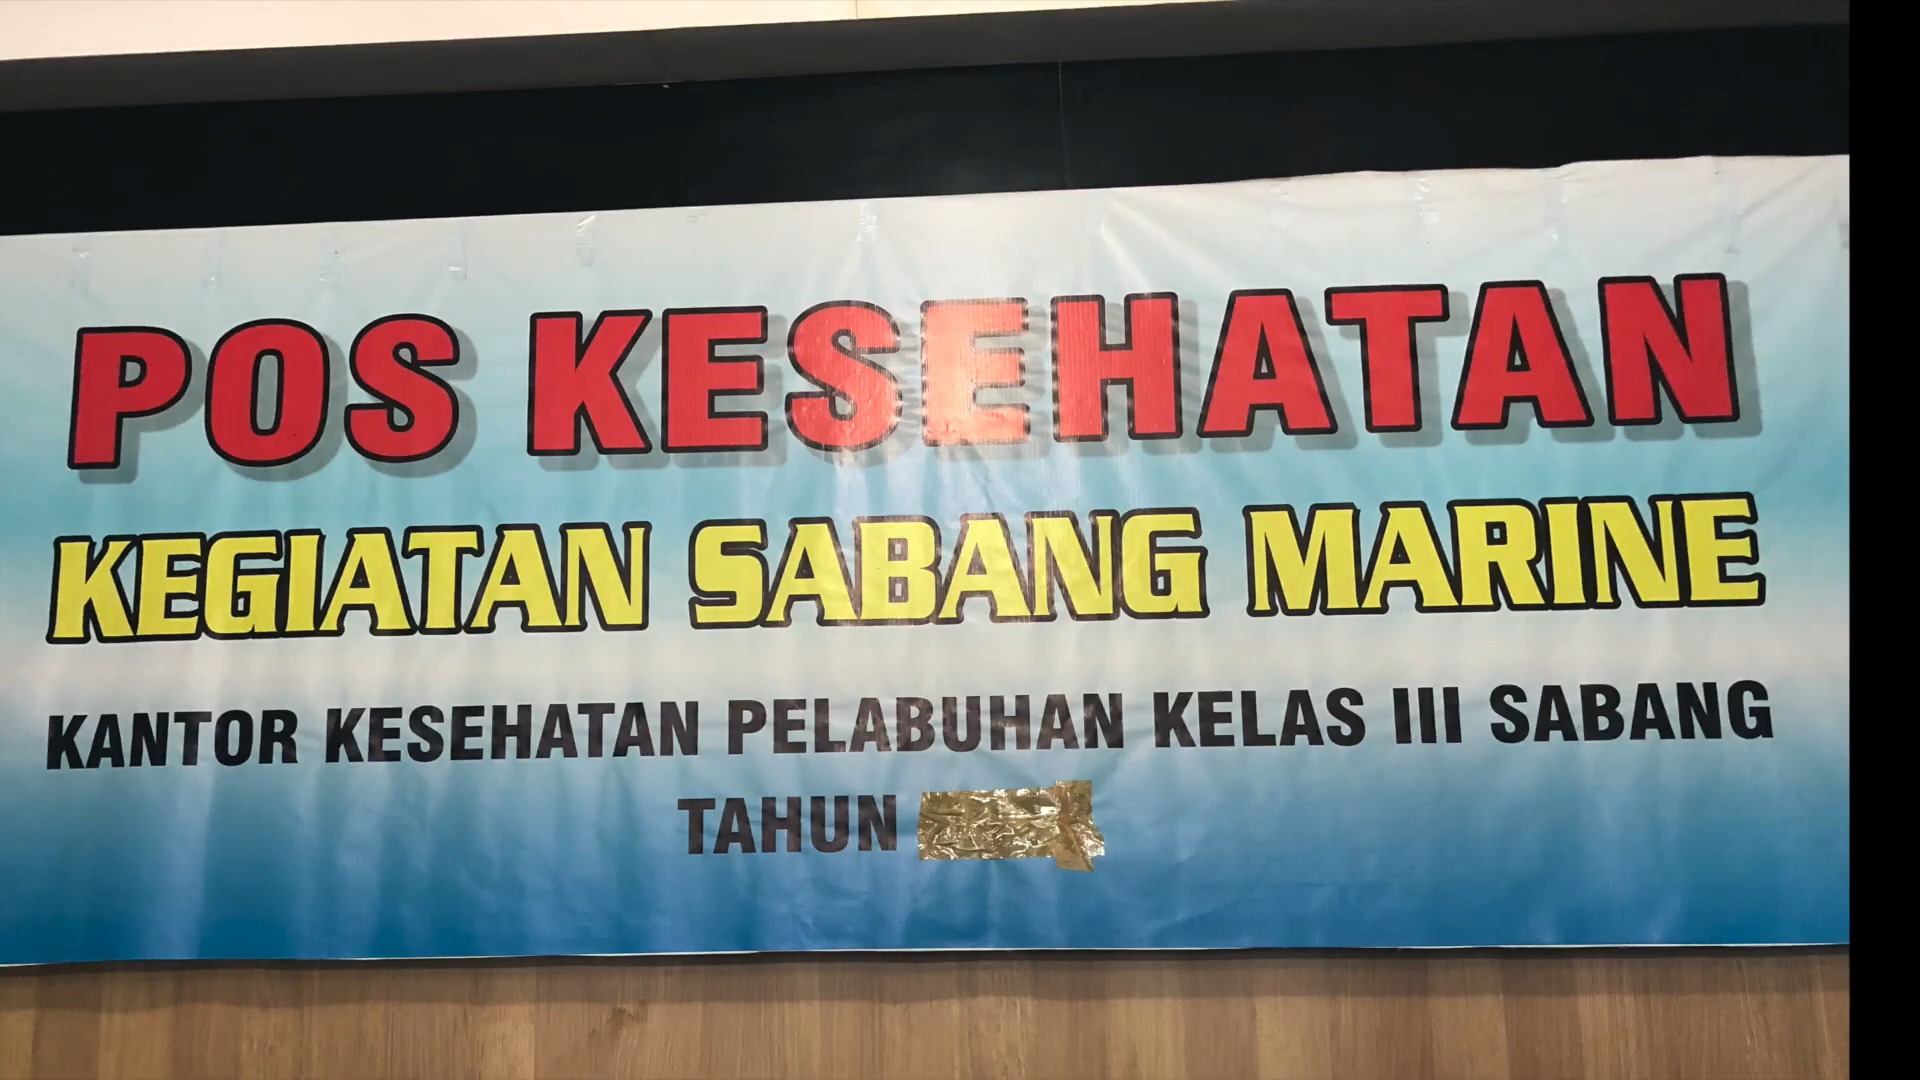 POS KESEHATAN
KEGIATAN SABANG MARINE
KANTOR KESEHATAN PELABUHAN KELAS III SABANG
TAHUN